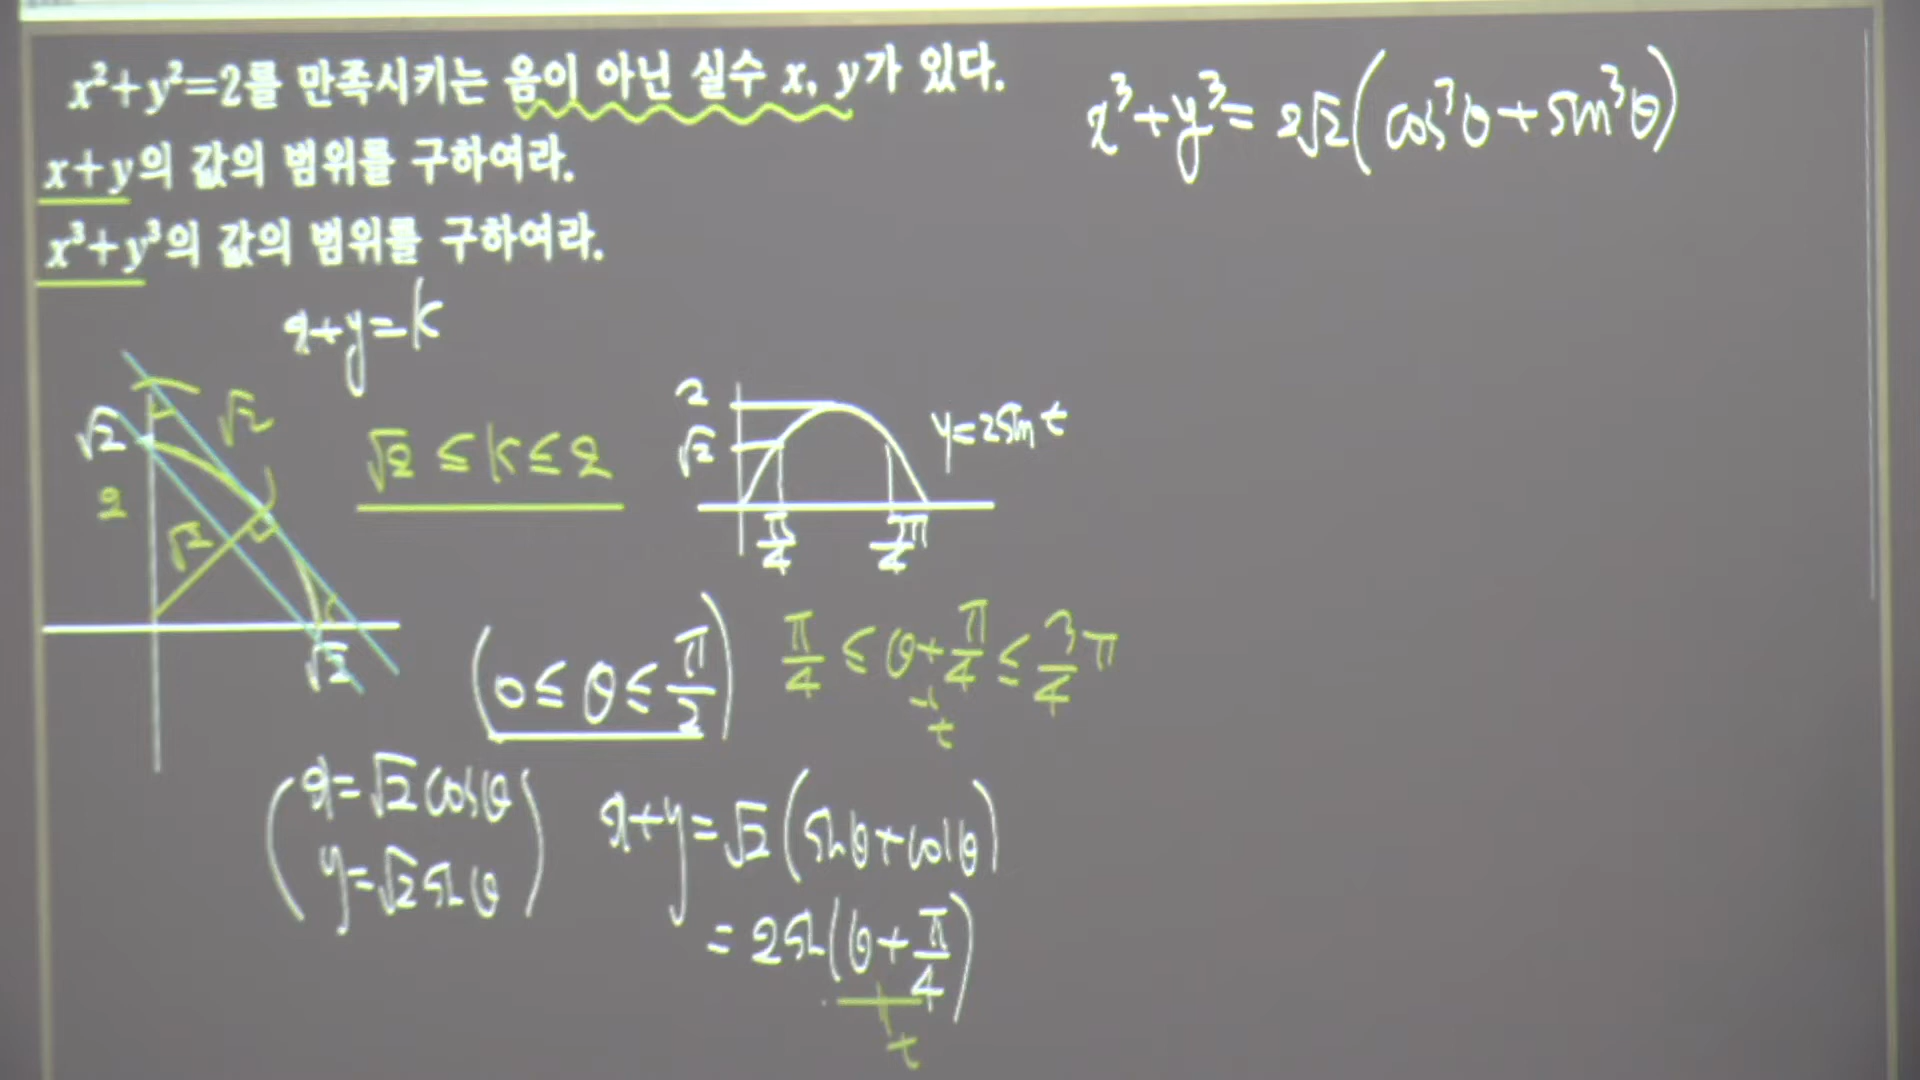 x²+y²=2를 만족시키는 음이 아닌 실수 x, y가 있다.
x+y의 값의 범위를 구하여라.
x³+y³의 값의 범위를 구하여라.
x³+y³=2√2(cos³θ+sin³θ)
x+y=k
√2
√2
2
√2
√2
√2≤k≤2
2
√2
y=2sin t
π/4
3/4π
(0≤θ≤π/2)
π/4≤θ+π/4≤3/4π
t
(x=√2cosθ
y=√2sinθ)
x+y=√2(sinθ+cosθ)
=2sin(θ+π/4)
t